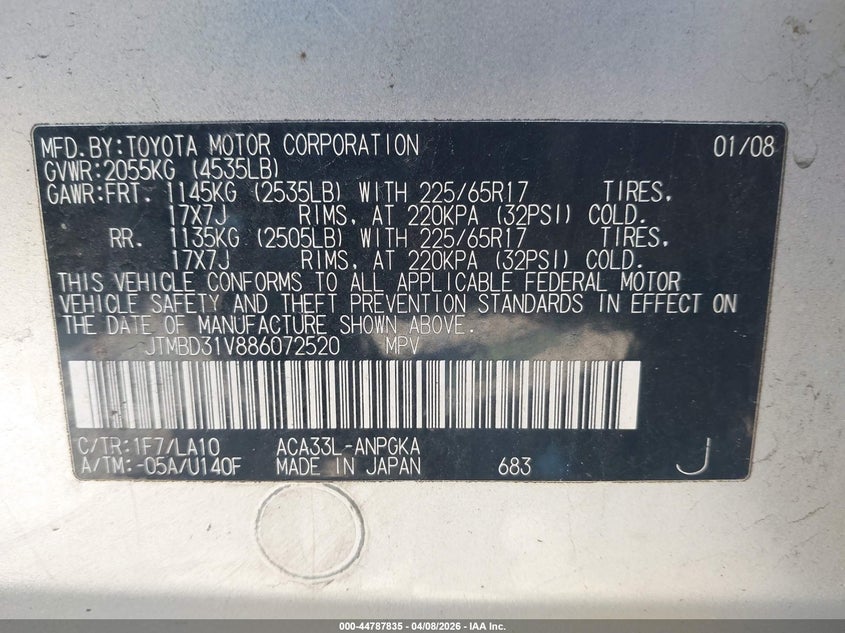 MFD.BY:TOYOTA MOTOR CORPORATION 01/08
GVWR:2055KG (4535LB)
GAWR:FRT. 1145KG (2535LB) WITH 225/65R17 TIRES,
17X7J RIMS, AT 220KPA (32PSI) COLD.
RR. 1135KG (2505LB) WITH 225/65R17 TIRES,
17X7J RIMS, AT 220KPA (32PSI) COLD.
THIS VEHICLE CONFORMS TO ALL APPLICABLE FEDERAL MOTOR
VEHICLE SAFETY AND THEFT PREVENTION STANDARDS IN EFFECT ON
THE DATE OF MANUFACTURE SHOWN ABOVE.
JTMBD31V886072520 MPV
C/TR:1F7/LA10 ACA33L-ANPGKA
A/TM:-05A/U140F MADE IN JAPAN 683 J
000-44787835 - 04/08/2026 - IAA Inc.